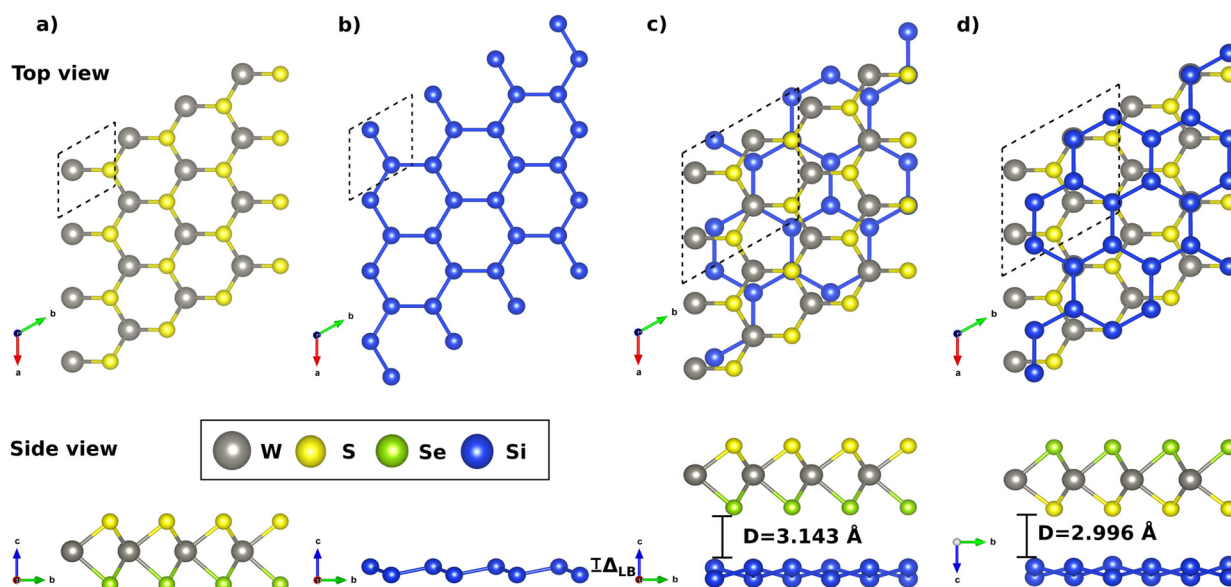 a)
b)
c)
d)
Top view
b
a
b
a
b
a
b
a
Side view
W
S
Se
Si
c
b
c
b
ΔLB
c
b
D=3.143 Å
b
c
D=2.996 Å